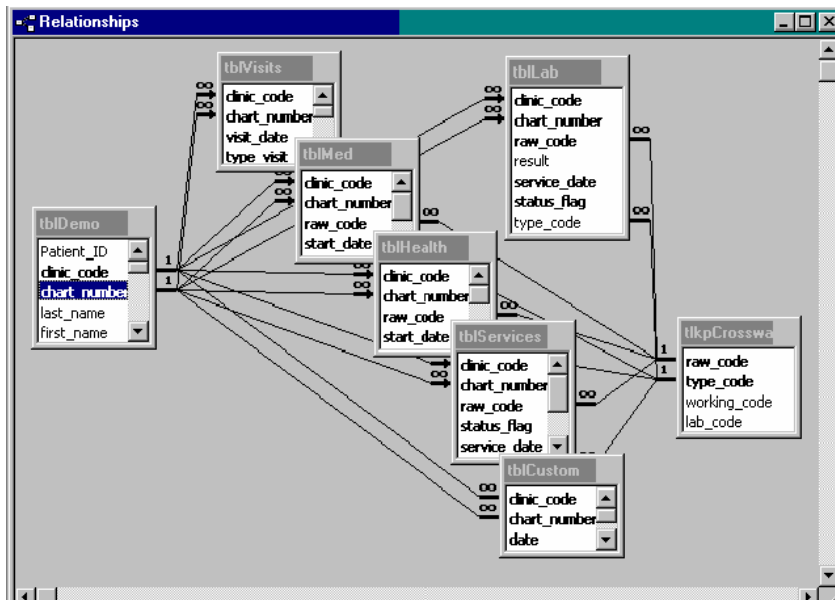 Relationships
tblVisits
clinic_code
chart_number
visit_date
type_visit
tblLab
clinic_code
chart_number
raw_code
result
service_date
status_flag
type_code
tblMed
clinic_code
chart_number
raw_code
start_date
tblDemo
Patient_ID
clinic_code
chart_number
last_name
first_name
tblHealth
clinic_code
chart_number
raw_code
start_date
tblServices
clinic_code
chart_number
raw_code
status_flag
service_date
tlkpCrosswa
raw_code
type_code
working_code
lab_code
tblCustom
clinic_code
chart_number
date
1
1
1
1
∞
∞
∞
∞
∞
∞
∞
∞
∞
∞
∞
∞
∞
∞